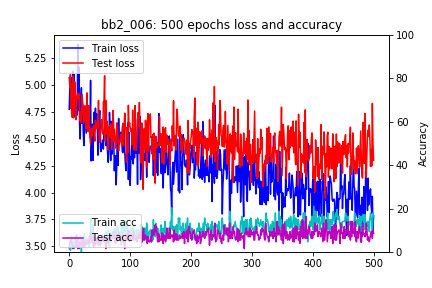 bb2_006: 500 epochs loss and accuracy
Train loss
Test loss
Train acc
Test acc
Loss
5.25
5.00
4.75
4.50
4.25
4.00
3.75
3.50
Accuracy
100
80
60
40
20
0
0
100
200
300
400
500